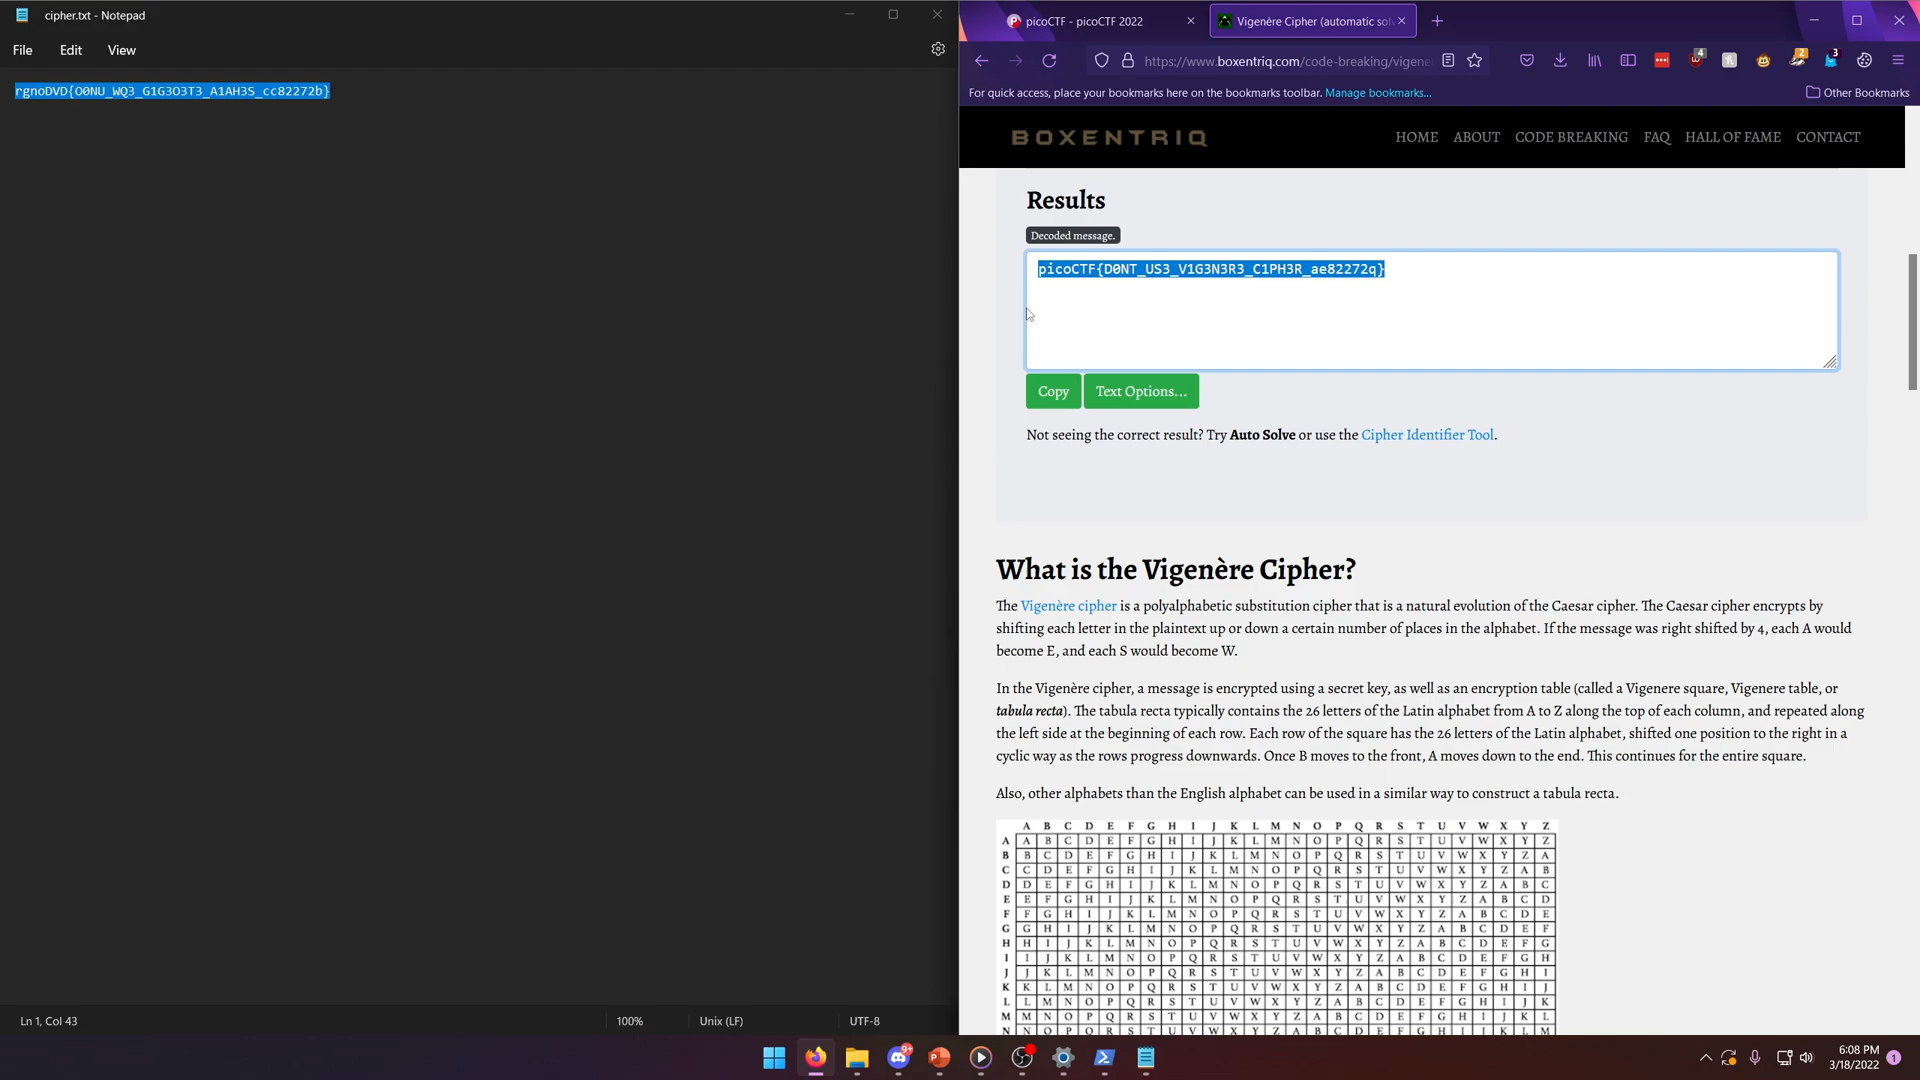 cipher.txt - Notepad
File Edit View
rgnoDVD{O0NU_WQ3_G1G3O3T3_A1AH3S_cc82272b}
Ln 1, Col 43
100%
Unix (LF)
UTF-8
picoCTF - picoCTF 2022
Vigenère Cipher (automatic solv
https://www.boxentriq.com/code-breaking/vigene
4
2
3
For quick access, place your bookmarks here on the bookmarks toolbar. Manage bookmarks...
Other Bookmarks
BOXENTRIQ
HOME ABOUT CODE BREAKING FAQ HALL OF FAME CONTACT
Results
Decoded message.
picoCTF{D0NT_US3_V1G3N3R3_C1PH3R_ae82272q}
Copy
Text Options...
Not seeing the correct result? Try Auto Solve or use the Cipher Identifier Tool.
What is the Vigenère Cipher?
The Vigenère cipher is a polyalphabetic substitution cipher that is a natural evolution of the Caesar cipher. The Caesar cipher encrypts by
shifting each letter in the plaintext up or down a certain number of places in the alphabet. If the message was right shifted by 4, each A would
become E, and each S would become W.
In the Vigenère cipher, a message is encrypted using a secret key, as well as an encryption table (called a Vigenere square, Vigenere table, or
tabula recta). The tabula recta typically contains the 26 letters of the Latin alphabet from A to Z along the top of each column, and repeated along
the left side at the beginning of each row. Each row of the square has the 26 letters of the Latin alphabet, shifted one position to the right in a
cyclic way as the rows progress downwards. Once B moves to the front, A moves down to the end. This continues for the entire square.
Also, other alphabets than the English alphabet can be used in a similar way to construct a tabula recta.
A B C D E F G H I J K L M N O P Q R S T U V W X Y Z
A A B C D E F G H I J K L M N O P Q R S T U V W X Y Z
B B C D E F G H I J K L M N O P Q R S T U V W X Y Z A
C C D E F G H I J K L M N O P Q R S T U V W X Y Z A B
D D E F G H I J K L M N O P Q R S T U V W X Y Z A B C
E E F G H I J K L M N O P Q R S T U V W X Y Z A B C D
F F G H I J K L M N O P Q R S T U V W X Y Z A B C D E
G G H I J K L M N O P Q R S T U V W X Y Z A B C D E F
H H I J K L M N O P Q R S T U V W X Y Z A B C D E F G
I I J K L M N O P Q R S T U V W X Y Z A B C D E F G H
J J K L M N O P Q R S T U V W X Y Z A B C D E F G H I
K K L M N O P Q R S T U V W X Y Z A B C D E F G H I J
L L M N O P Q R S T U V W X Y Z A B C D E F G H I J K
M M N O P Q R S T U V W X Y Z A B C D E F G H I J K L
N N O P Q R S T U V W X Y Z A B C D E F G H I J K L M
9+
6:08 PM
3/18/2022
1